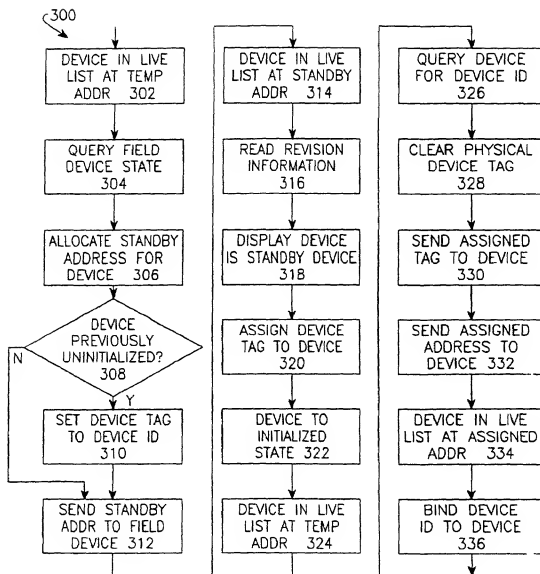 300
DEVICE IN LIVE
LIST AT TEMP
ADDR 302
QUERY FIELD
DEVICE STATE
304
ALLOCATE STANDBY
ADDRESS FOR
DEVICE 306
DEVICE
PREVIOUSLY
UNINITIALIZED?
308
N
Y
SET DEVICE TAG
TO DEVICE ID
310
SEND STANDBY
ADDR TO FIELD
DEVICE 312
DEVICE IN LIVE
LIST AT STANDBY
ADDR 314
READ REVISION
INFORMATION
316
DISPLAY DEVICE
IS STANDBY DEVICE
318
ASSIGN DEVICE
TAG TO DEVICE
320
DEVICE TO
INITIALIZED
STATE 322
DEVICE IN LIVE
LIST AT TEMP
ADDR 324
QUERY DEVICE
FOR DEVICE ID
326
CLEAR PHYSICAL
DEVICE TAG
328
SEND ASSIGNED
TAG TO DEVICE
330
SEND ASSIGNED
ADDRESS TO
DEVICE 332
DEVICE IN LIVE
LIST AT ASSIGNED
ADDR 334
BIND DEVICE
ID TO DEVICE
336